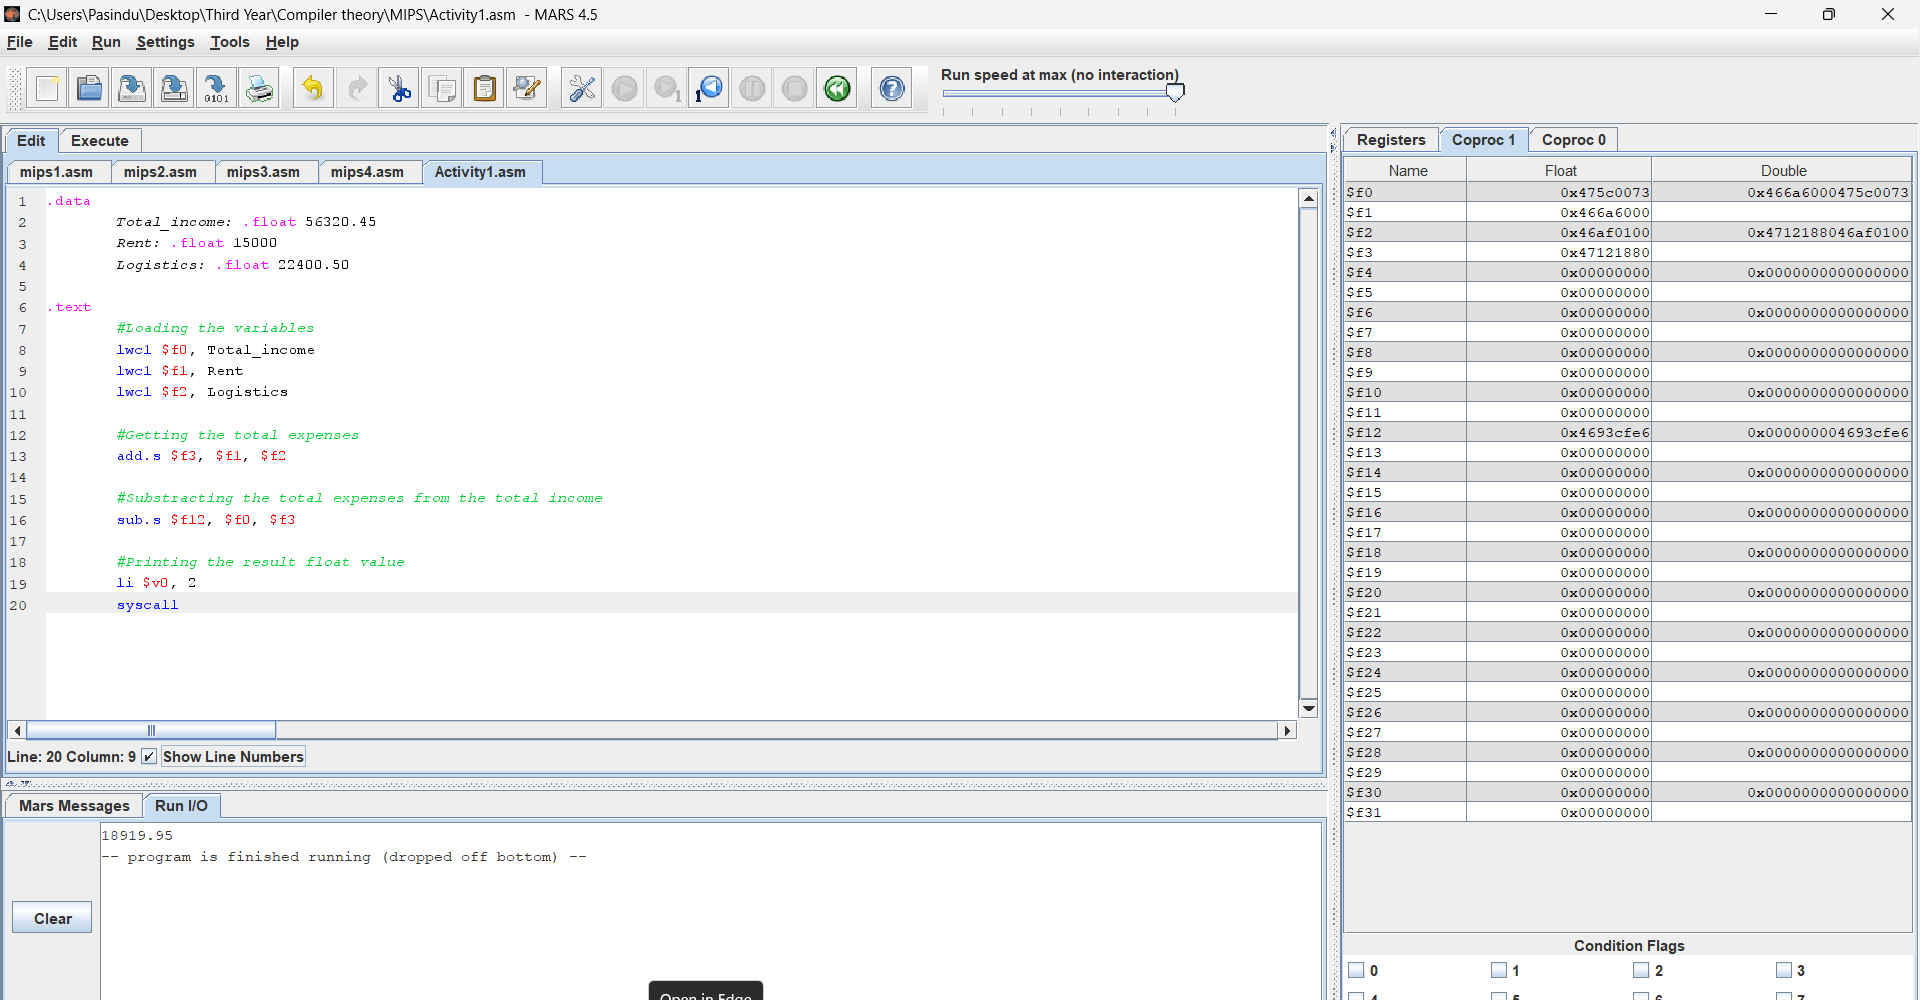 C:\Users\Pasindu\Desktop\Third Year\Compiler theory\MIPS\Activity1.asm - MARS 4.5
File Edit Run Settings Tools Help
Run speed at max (no interaction)
Edit Execute
mips1.asm mips2.asm mips3.asm mips4.asm Activity1.asm
1 .data
2 Total_income: .float 56320.45
3 Rent: .float 15000
4 Logistics: .float 22400.50
5
6 .text
7 #Loading the variables
8 lwc1 $f0, Total_income
9 lwc1 $f1, Rent
10 lwc1 $f2, Logistics
11
12 #Getting the total expenses
13 add.s $f3, $f1, $f2
14
15 #Substracting the total expenses from the total income
16 sub.s $f12, $f0, $f3
17
18 #Printing the result float value
19 li $v0, 2
20 syscall
Line: 20 Column: 9 Show Line Numbers
Mars Messages Run I/O
18919.95
-- program is finished running (dropped off bottom) --
Clear
Registers Coproc 1 Coproc 0
Name Float Double
$f0 0x475c0073 0x466a6000475c0073
$f1 0x466a6000
$f2 0x46af0100 0x4712188046af0100
$f3 0x47121880
$f4 0x00000000 0x0000000000000000
$f5 0x00000000
$f6 0x00000000 0x0000000000000000
$f7 0x00000000
$f8 0x00000000 0x0000000000000000
$f9 0x00000000
$f10 0x00000000 0x0000000000000000
$f11 0x00000000
$f12 0x4693cfe6 0x000000004693cfe6
$f13 0x00000000
$f14 0x00000000 0x0000000000000000
$f15 0x00000000
$f16 0x00000000 0x0000000000000000
$f17 0x00000000
$f18 0x00000000 0x0000000000000000
$f19 0x00000000
$f20 0x00000000 0x0000000000000000
$f21 0x00000000
$f22 0x00000000 0x0000000000000000
$f23 0x00000000
$f24 0x00000000 0x0000000000000000
$f25 0x00000000
$f26 0x00000000 0x0000000000000000
$f27 0x00000000
$f28 0x00000000 0x0000000000000000
$f29 0x00000000
$f30 0x00000000 0x0000000000000000
$f31 0x00000000
Condition Flags
0 1 2 3